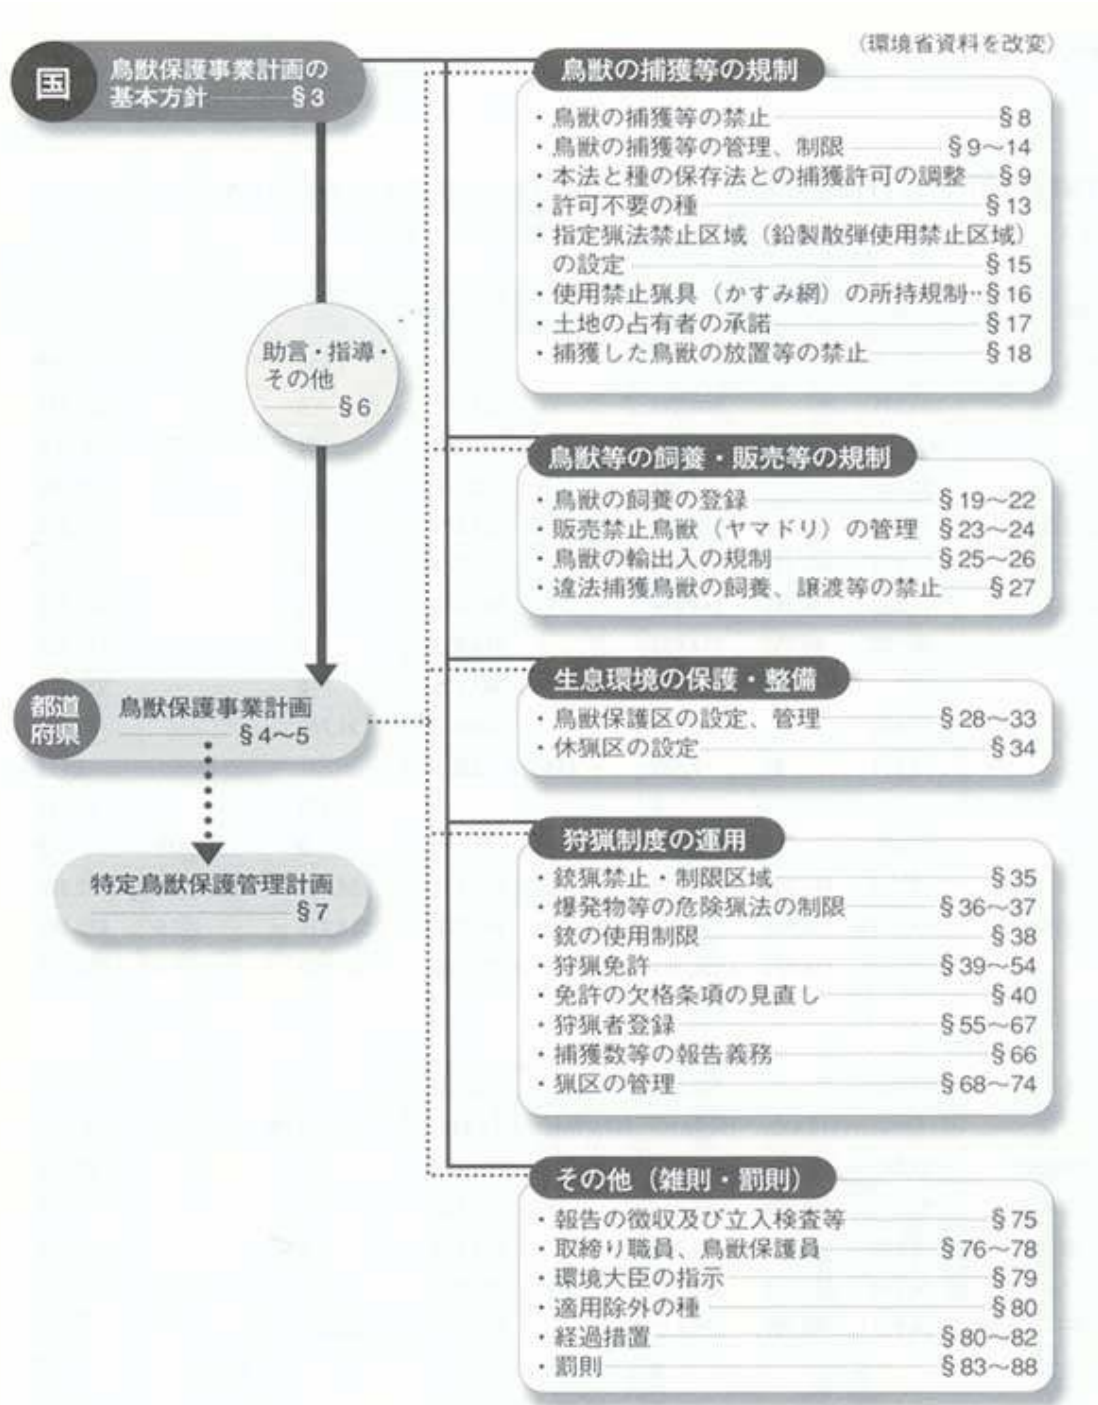 (環境省資料を改変)
国
鳥獣保護事業計画の
基本方針 §3
助言・指導・
その他
§6
都道
府県
鳥獣保護事業計画
§4～5
特定鳥獣保護管理計画
§7
鳥獣の捕獲等の規制
・鳥獣の捕獲等の禁止 §8
・鳥獣の捕獲等の管理、制限 §9～14
・本法と種の保存法との捕獲許可の調整 §9
・許可不要の種 §13
・指定猟法禁止区域（鉛製散弾使用禁止区域）
の設定 §15
・使用禁止猟具（かすみ網）の所持規制…§16
・土地の占有者の承諾 §17
・捕獲した鳥獣の放置等の禁止 §18
鳥獣等の飼養・販売等の規制
・鳥獣の飼養の登録 §19～22
・販売禁止鳥獣（ヤマドリ）の管理 §23～24
・鳥獣の輸出入の規制 §25～26
・違法捕獲鳥獣の飼養、譲渡等の禁止 §27
生息環境の保護・整備
・鳥獣保護区の設定、管理 §28～33
・休猟区の設定 §34
狩猟制度の運用
・銃猟禁止・制限区域 §35
・爆発物等の危険猟法の制限 §36～37
・銃の使用制限 §38
・狩猟免許 §39～54
・免許の欠格条項の見直し §40
・狩猟者登録 §55～67
・捕獲数等の報告義務 §66
・猟区の管理 §68～74
その他（雑則・罰則）
・報告の徴収及び立入検査等 §75
・取締り職員、鳥獣保護員 §76～78
・環境大臣の指示 §79
・適用除外の種 §80
・経過措置 §80～82
・罰則 §83～88